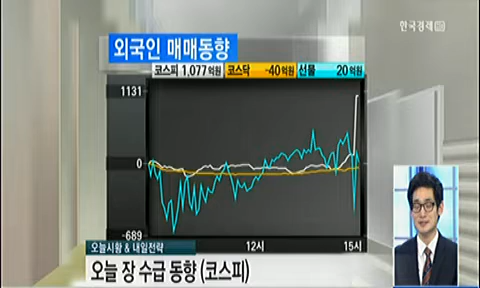 한국경제
외국인 매매동향
코스피 1,077억원 코스닥 -40억원 선물 20억원
1131
0
-689
12시 15시
오늘시황 & 내일전략
오늘 장 수급 동향 (코스피)